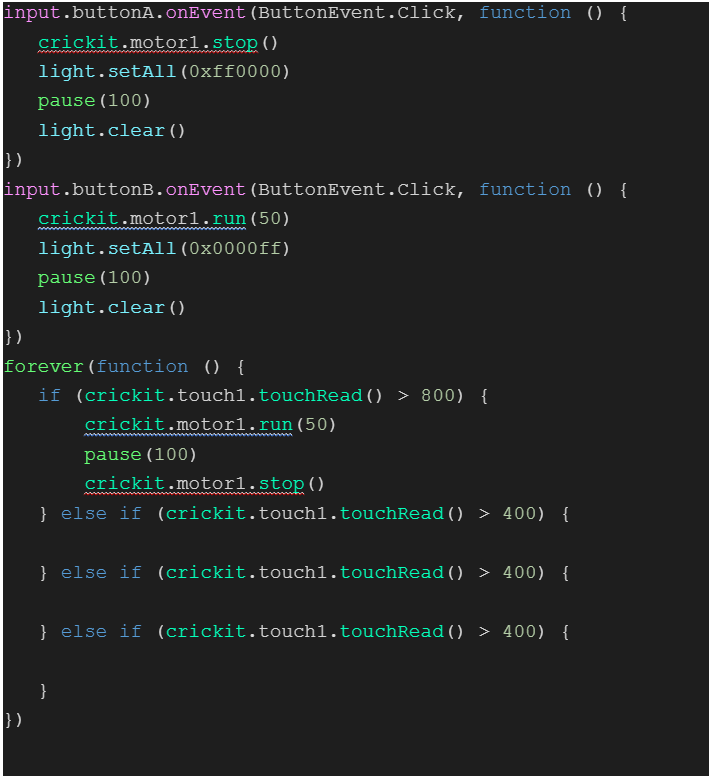 input.buttonA.onEvent(ButtonEvent.Click, function () {
crickit.motor1.stop()
light.setAll(0xff0000)
pause(100)
light.clear()
})
input.buttonB.onEvent(ButtonEvent.Click, function () {
crickit.motor1.run(50)
light.setAll(0x0000ff)
pause(100)
light.clear()
})
forever(function () {
if (crickit.touch1.touchRead() > 800) {
crickit.motor1.run(50)
pause(100)
crickit.motor1.stop()
} else if (crickit.touch1.touchRead() > 400) {
} else if (crickit.touch1.touchRead() > 400) {
} else if (crickit.touch1.touchRead() > 400) {
}
})